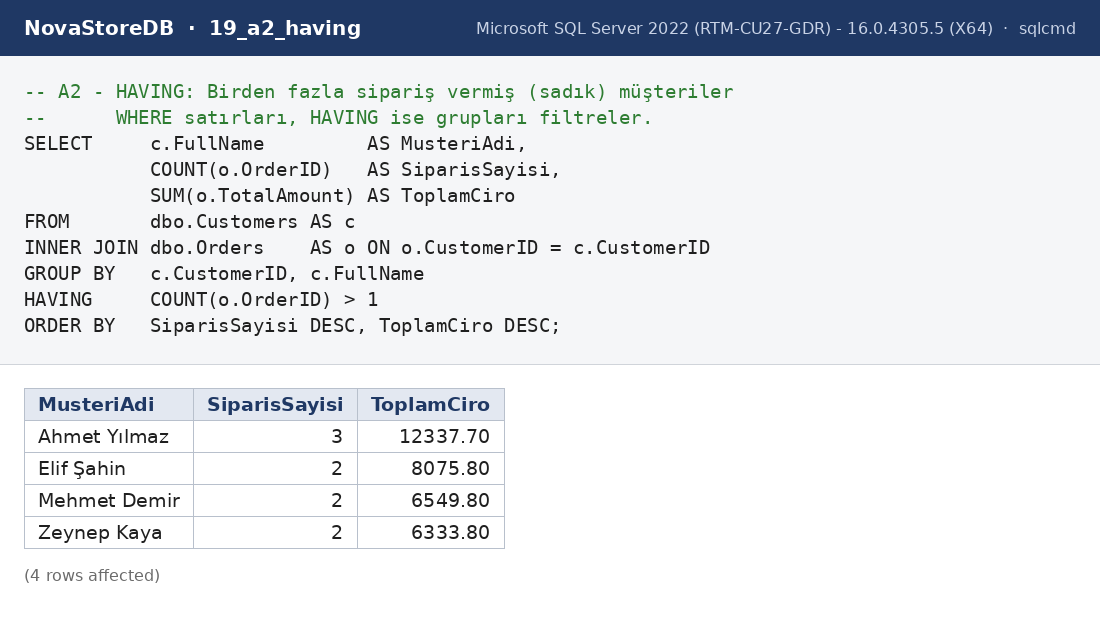 NovaStoreDB · 19_a2_having
Microsoft SQL Server 2022 (RTM-CU27-GDR) - 16.0.4305.5 (X64) · sqlcmd
-- A2 - HAVING: Birden fazla sipariş vermiş (sadık) müşteriler
--      WHERE satırları, HAVING ise grupları filtreler.
SELECT     c.FullName         AS MusteriAdi,
           COUNT(o.OrderID)   AS SiparisSayisi,
           SUM(o.TotalAmount) AS ToplamCiro
FROM       dbo.Customers AS c
INNER JOIN dbo.Orders    AS o ON o.CustomerID = c.CustomerID
GROUP BY   c.CustomerID, c.FullName
HAVING     COUNT(o.OrderID) > 1
ORDER BY   SiparisSayisi DESC, ToplamCiro DESC;
MusteriAdi SiparisSayisi ToplamCiro
Ahmet Yılmaz 3 12337.70
Elif Şahin 2 8075.80
Mehmet Demir 2 6549.80
Zeynep Kaya 2 6333.80
(4 rows affected)